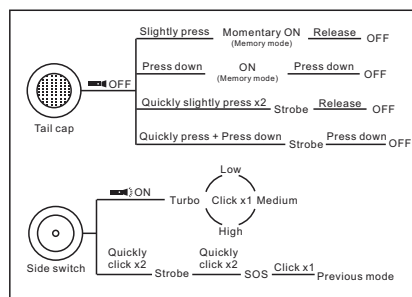 Slightly press Momentary ON Release OFF
(Memory mode)
Press down ON Press down OFF
(Memory mode)
OFF
Quickly slightly press x2 Strobe Release OFF
Quickly press + Press down Strobe Press down OFF
Tail cap
ON
Low
Turbo Click x1 Medium
High
Side switch
Quickly click x2 Strobe Quickly click x2 SOS Click x1 Previous mode